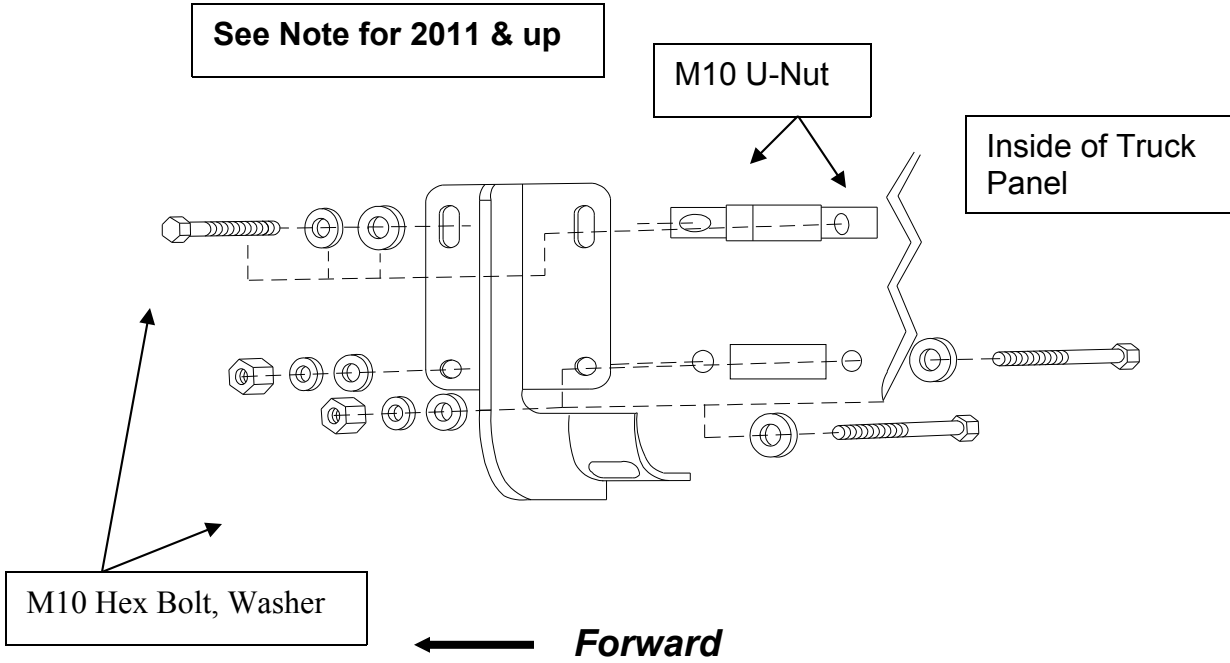 See Note for 2011 & up
M10 U-Nut
Inside of Truck
Panel
M10 Hex Bolt, Washer
Forward